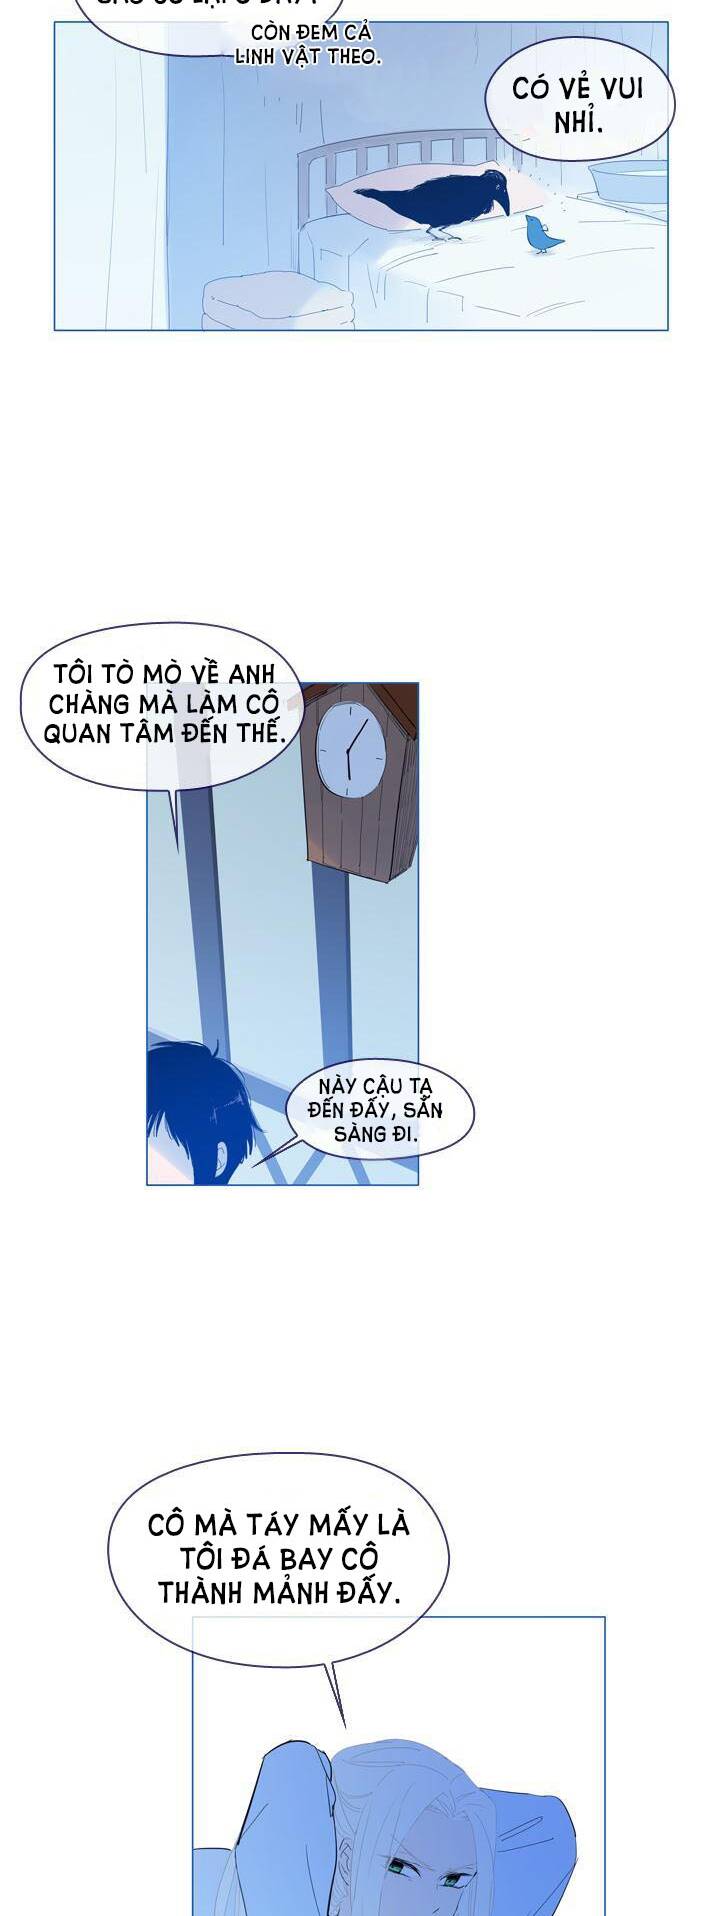 CÒN ĐEM CẢ
LINH VẬT THEO.
CÓ VẺ VUI
NHỈ.
TÔI TÒ MÒ VỀ ANH
CHÀNG MÀ LÀM CÔ
QUAN TÂM ĐẾN THẾ.
NÀY CẬU TA
ĐẾN ĐẤY, SẴN
SÀNG ĐI.
CÔ MÀ TÁY MÁY LÀ
TÔI ĐÁ BAY CÔ
THÀNH MẢNH ĐẤY.